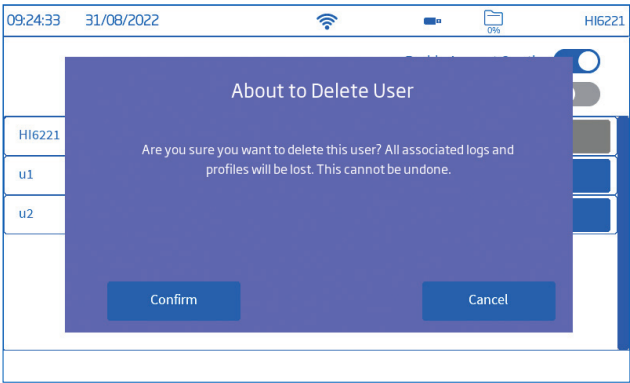 09:24:33 31/08/2022 0% HI6221
About to Delete User
HI6221
Are you sure you want to delete this user? All associated logs and
profiles will be lost. This cannot be undone.
u1
u2
Confirm Cancel